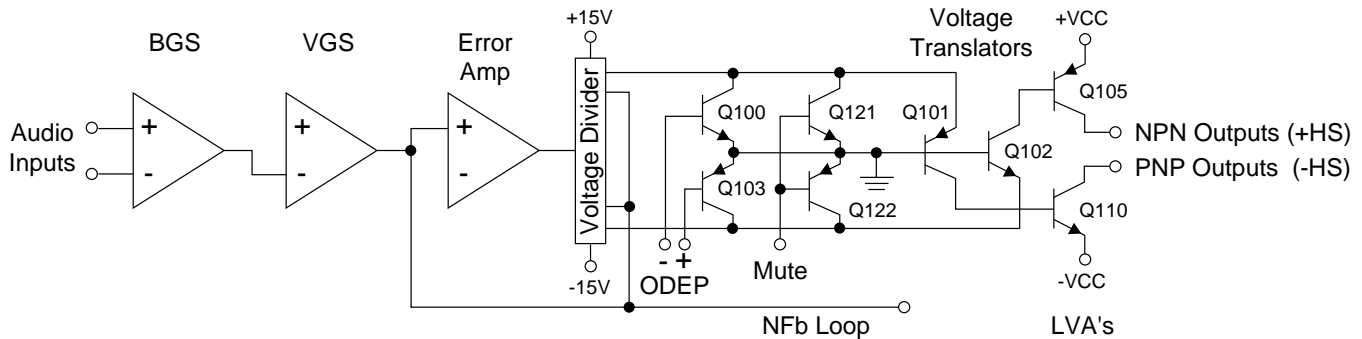 BGS
VGS
Error
Amp
+15V
Voltage
Translators
+VCC
Audio
Inputs
+
-
+
-
+
-
Voltage Divider
Q100
Q121
Q101
Q105
Q102
NPN Outputs (+HS)
PNP Outputs (-HS)
Q103
Q122
Q110
- +
ODEP
Mute
-15V
-VCC
NFb Loop
LVA's